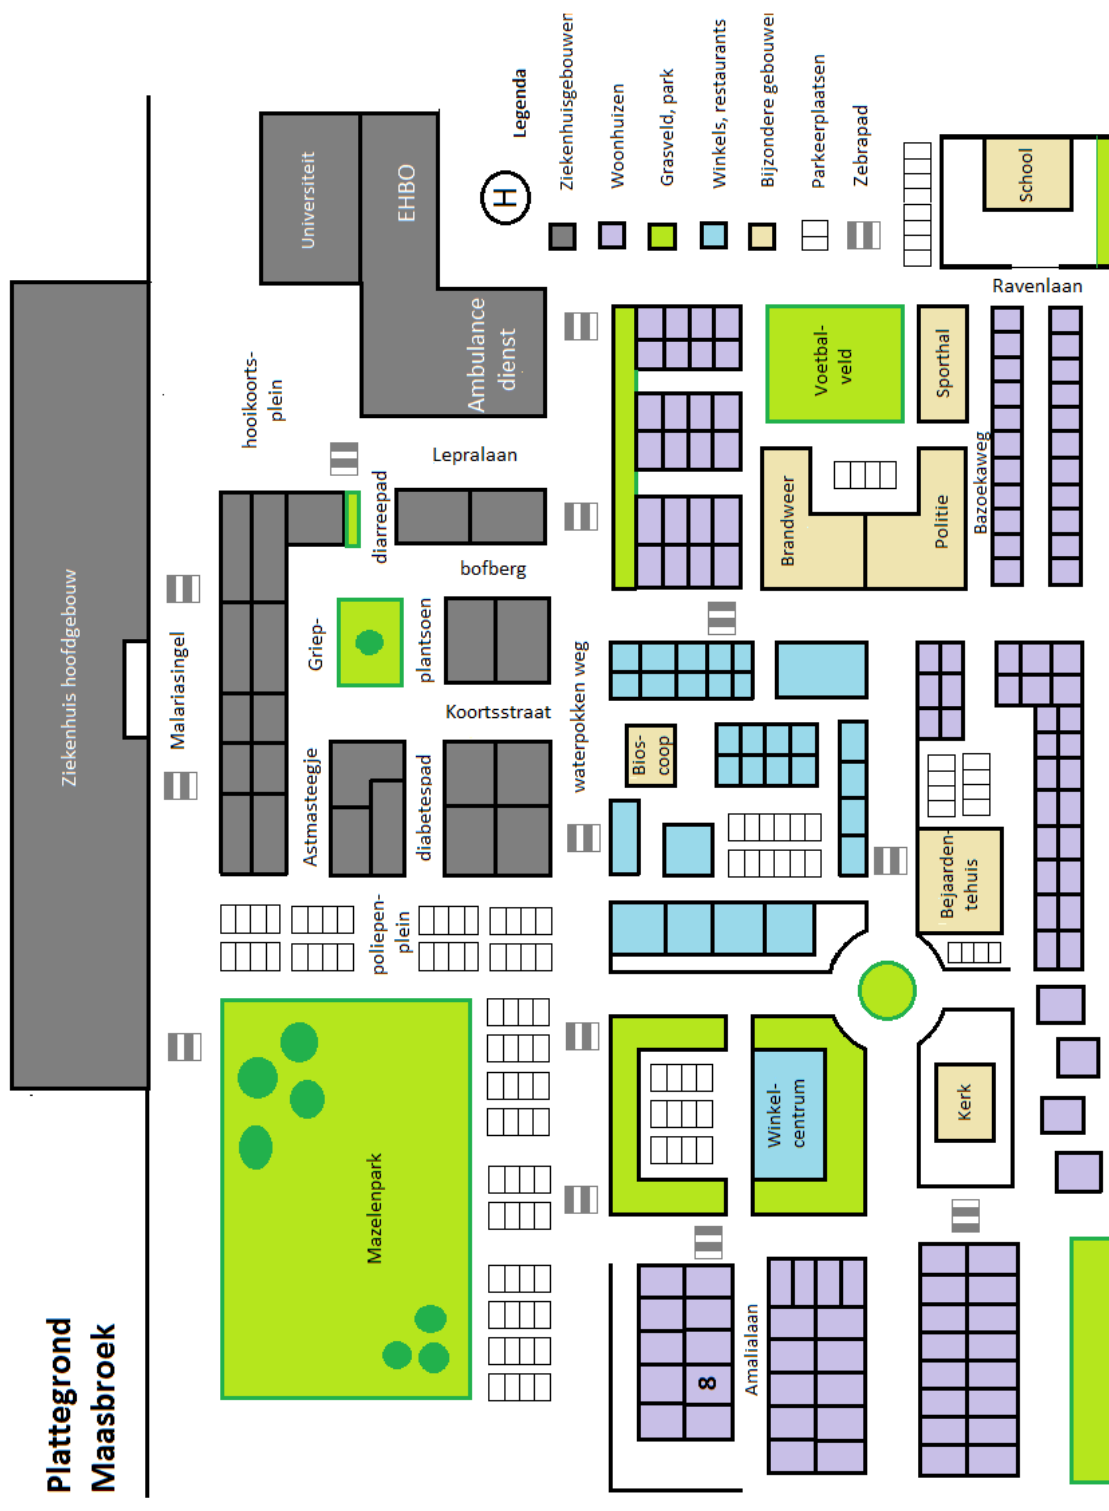 Plattegrond
Maasbroek
Ziekenhuis hoofdgebouw
Malariasingel
hooikoorts-
plein
Universiteit
EHBO
Ambulance
dienst
H
Legenda
Ziekenhuisgebouwen
Woonhuizen
Grasveld, park
Winkels, restaurants
Bijzondere gebouwe
Parkeerplaatsen
Zebrapad
Mazelenpark
poliepen-
plein
Astmasteegje
diabetespad
Griep-
plantsoen
Koortsstraat
diarreepad
bofberg
Lepralaan
waterpokken weg
Bios-
coop
Winkel-
centrum
Amalialaan
8
Kerk
Bejaarden-
tehuis
Brandweer
Politie
Voetbal-
veld
Sporthal
Bazoekaweg
Ravenlaan
School